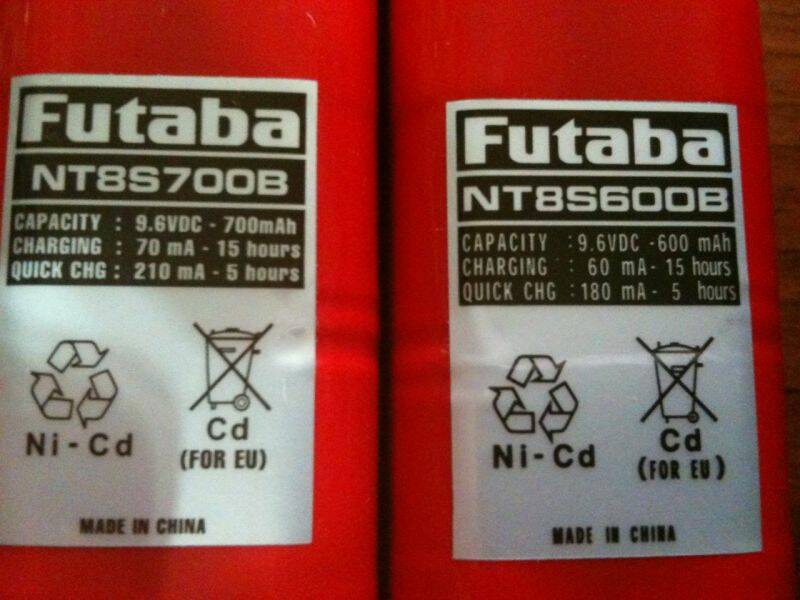 Futaba
NT8S700B
CAPACITY : 9.6VDC - 700mAh
CHARGING : 70 mA - 15 hours
QUICK CHG : 210 mA - 5 hours
Ni-Cd
Cd
(FOR EU)
MADE IN CHINA
Futaba
NT8S600B
CAPACITY : 9.6VDC -600 mAh
CHARGING : 60 mA- 15 hours
QUICK CHG : 180 mA- 5 hours
Ni-Cd
Cd
(FOR EU)
MADE IN CHINA